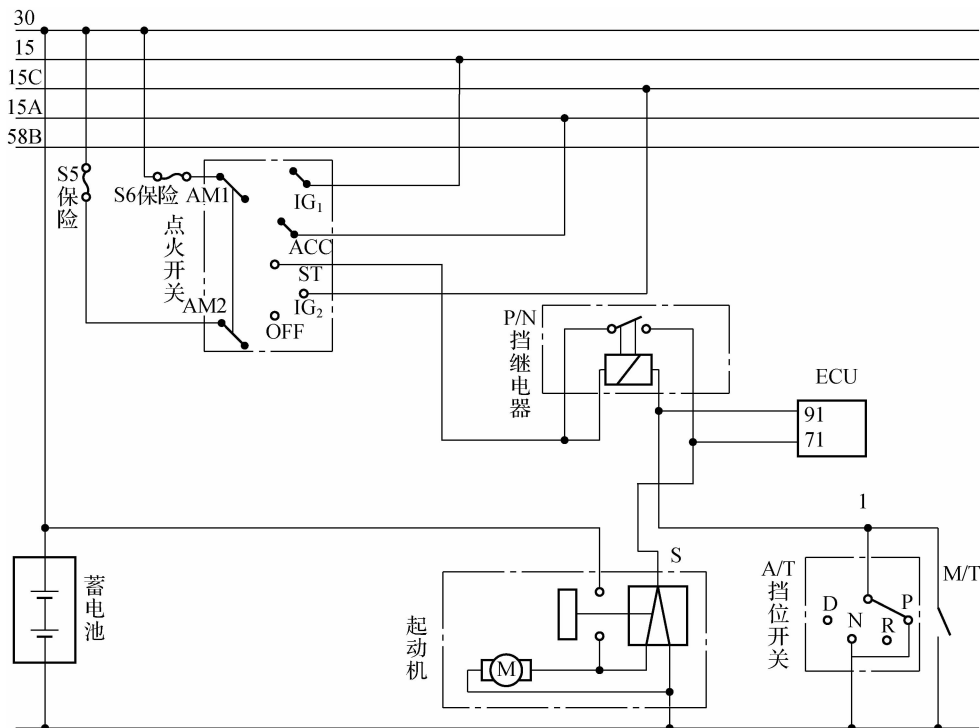 30
15
15C
15A
58B
S5
保险
S6保险
AM1
IG₁
点火开关
ACC
ST
AM2
IG₂
OFF
P/N
挡继电器
ECU
91
71
1
S
A/T
挡位开关
M/T
D
N
P
R
蓄电池
起动机
M